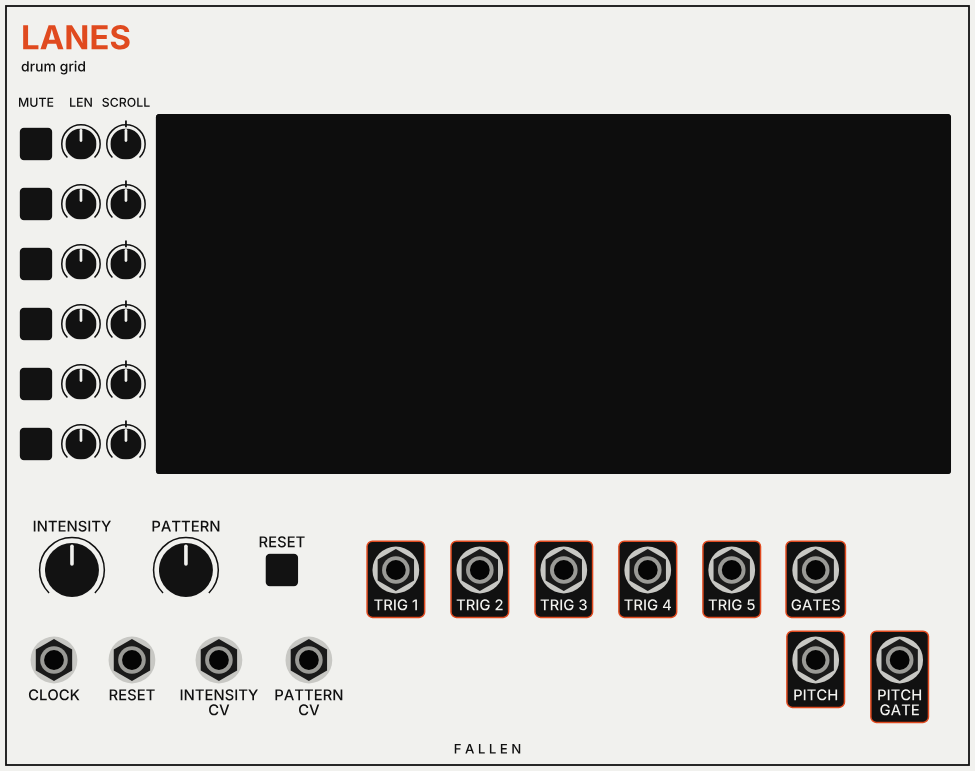 LANES
drum grid
MUTE LEN SCROLL
INTENSITY PATTERN RESET
TRIG 1 TRIG 2 TRIG 3 TRIG 4 TRIG 5 GATES
CLOCK RESET INTENSITY CV PATTERN CV
PITCH PITCH GATE
FALLEN